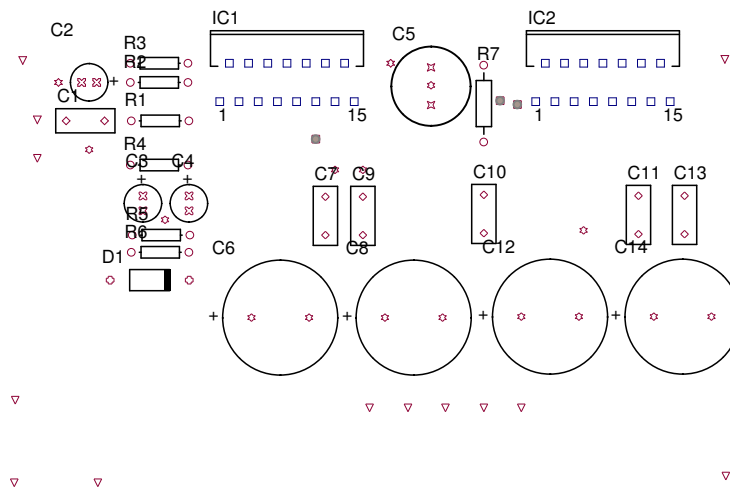 IC1
IC2
C2
C5
R3
R2
R7
C1
R1
1
15
1
15
R4
C3
C4
C7
C9
C10
C11
C13
R5
R6
D1
C6
C8
C12
C14
+
+
+
+
+
+
+